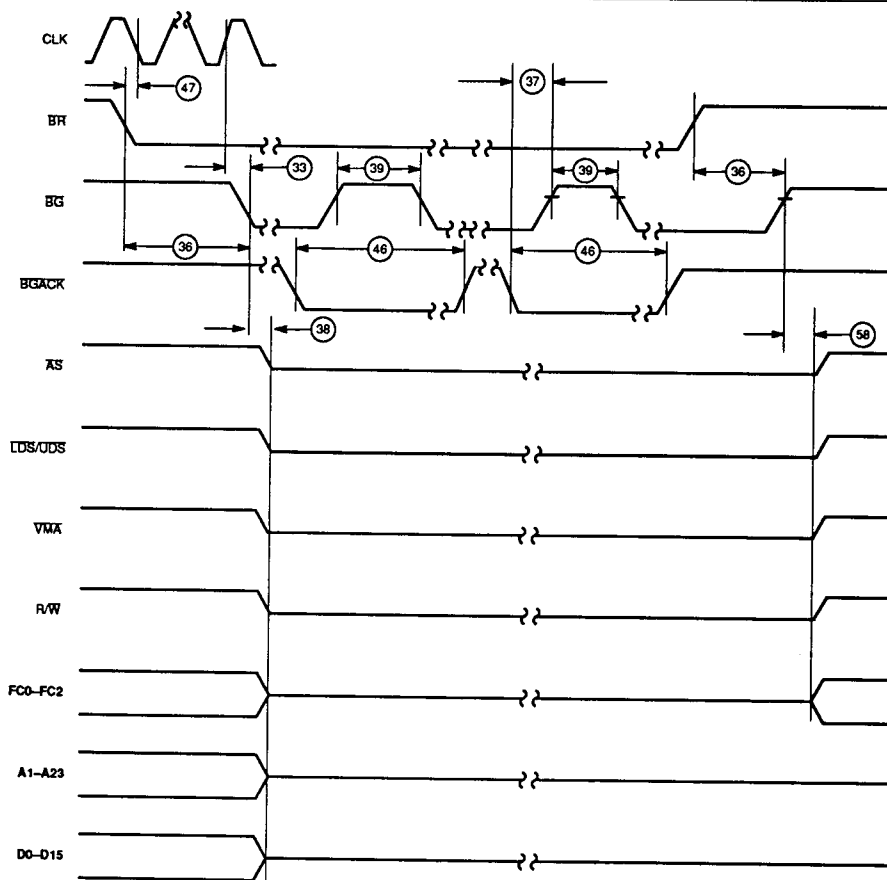 CLK
47
37
BR
33
39
39
36
BG
36
46
46
BGACK
38
58
AS
LDS/UDS
VMA
R/W
FC0–FC2
A1–A23
D0–D15